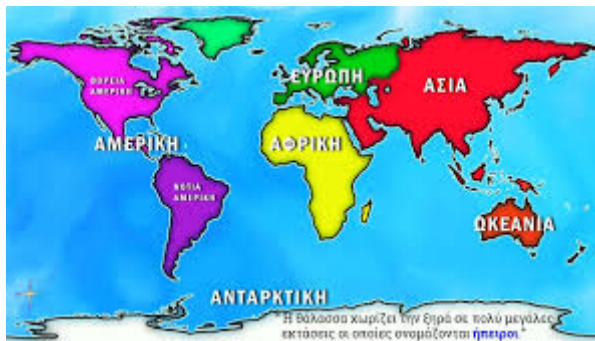 ΒΟΡΕΙΑ
ΑΜΕΡΙΚΗ
ΕΥΡΩΠΗ
ΑΣΙΑ
ΑΜΕΡΙΚΗ
ΑΦΡΙΚΗ
ΝΟΤΙΑ
ΑΜΕΡΙΚΗ
ΩΚΕΑΝΙΑ
ΑΝΤΑΡΚΤΙΚΗ
"Η θάλασσα χωρίζει την ξηρά σε πολύ μεγάλες
εκτάσεις οι οποίες ονομάζονται ήπειροι."